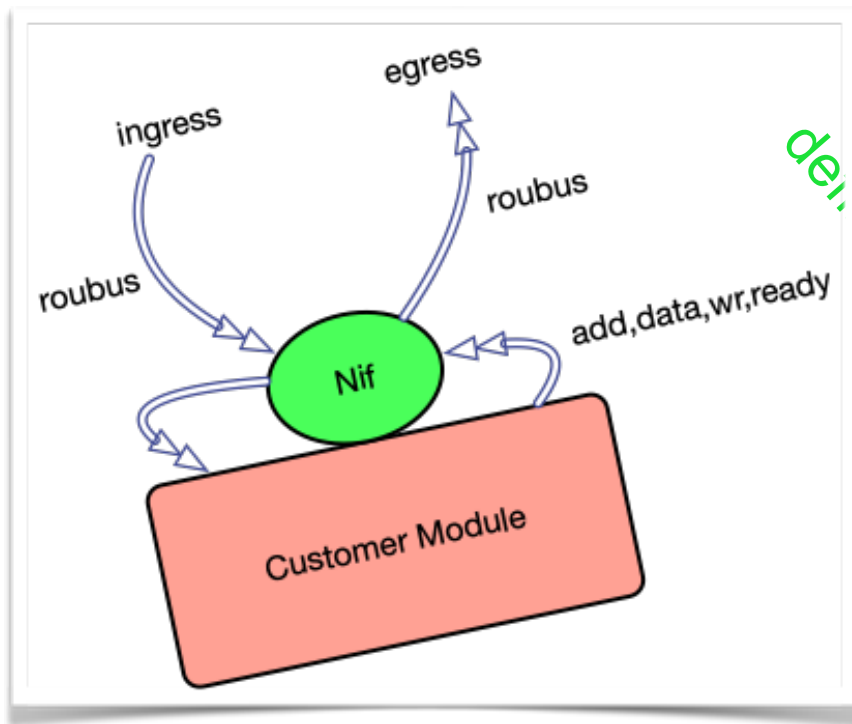 egress
ingress
roubus
roubus
add,data,wr,ready
Nif
Customer Module